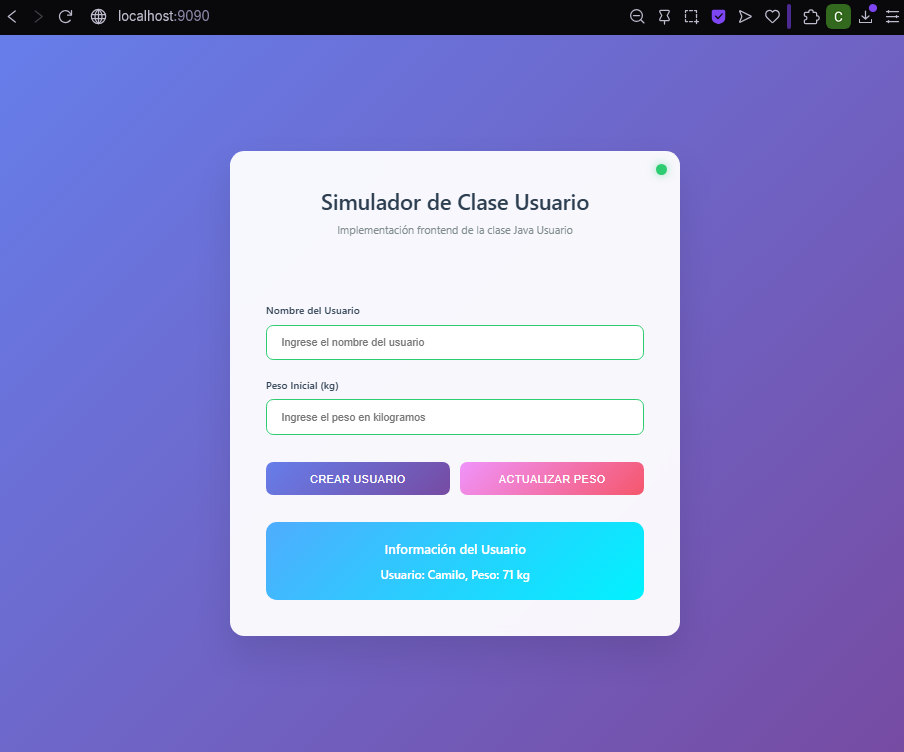 localhost:9090
C
Simulador de Clase Usuario
Implementación frontend de la clase Java Usuario
Nombre del Usuario
Ingrese el nombre del usuario
Peso Inicial (kg)
Ingrese el peso en kilogramos
CREAR USUARIO
ACTUALIZAR PESO
Información del Usuario
Usuario: Camilo, Peso: 71 kg